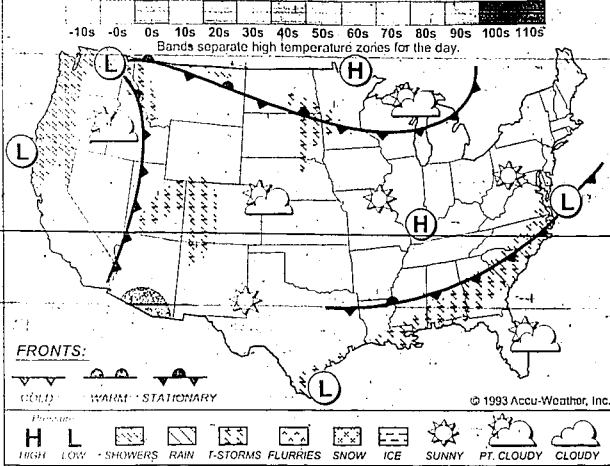 -10s -0s 0s 10s 20s 30s 40s 50s 60s 70s 80s 90s 100s 110s
Bands separate high temperature zones for the day.
L
H
L
L
H
L
FRONTS:
COLD WARM STATIONARY
© 1993 Accu-Weather, Inc.
Pressure
H L
HIGH LOW SHOWERS RAIN T-STORMS FLURRIES SNOW ICE SUNNY PT. CLOUDY CLOUDY